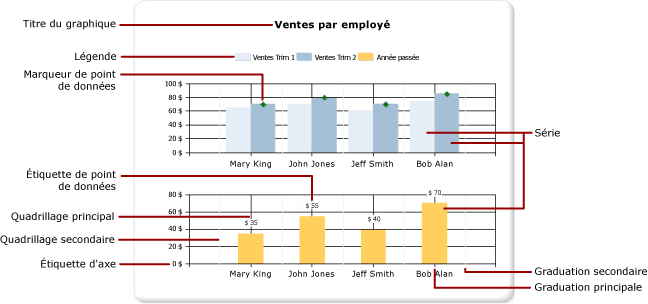 Titre du graphique
Ventes par employé
Légende
Ventes Trim 1 Ventes Trim 2 Année passée
Marqueur de point
de données
100 $
80 $
60 $
40 $
20 $
0 $
Mary King John Jones Jeff Smith Bob Alan
Série
Étiquette de point
de données
Quadrillage principal
Quadrillage secondaire
Étiquette d'axe
80 $
60 $
40 $
20 $
0 $
$ 35
$ 55
$ 40
$ 70
Mary King John Jones Jeff Smith Bob Alan
Graduation secondaire
Graduation principale